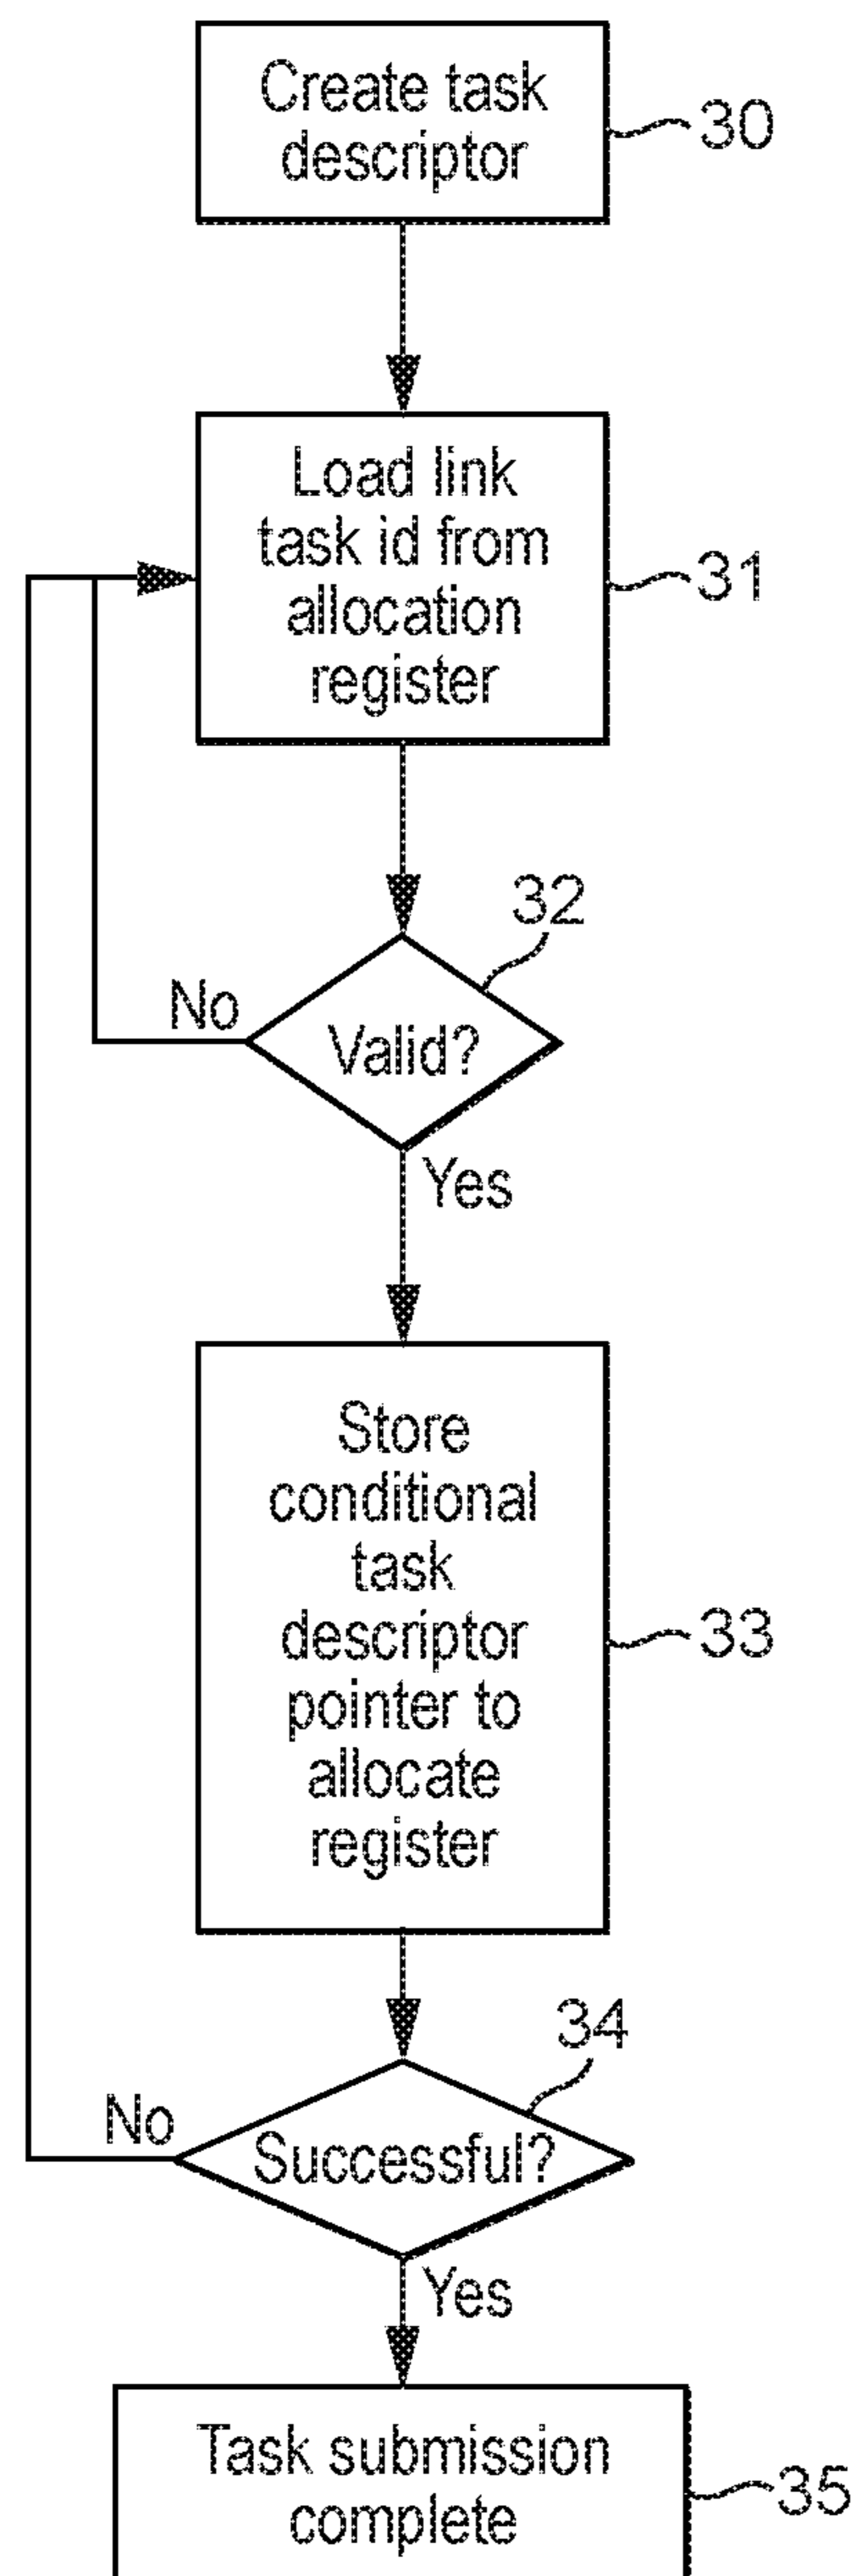 Create task
descriptor
30
Load link
task id from
allocation
register
31
32
No
Valid?
Yes
Store
conditional
task
descriptor
pointer to
allocate
register
33
34
No
Successful?
Yes
Task submission
complete
35